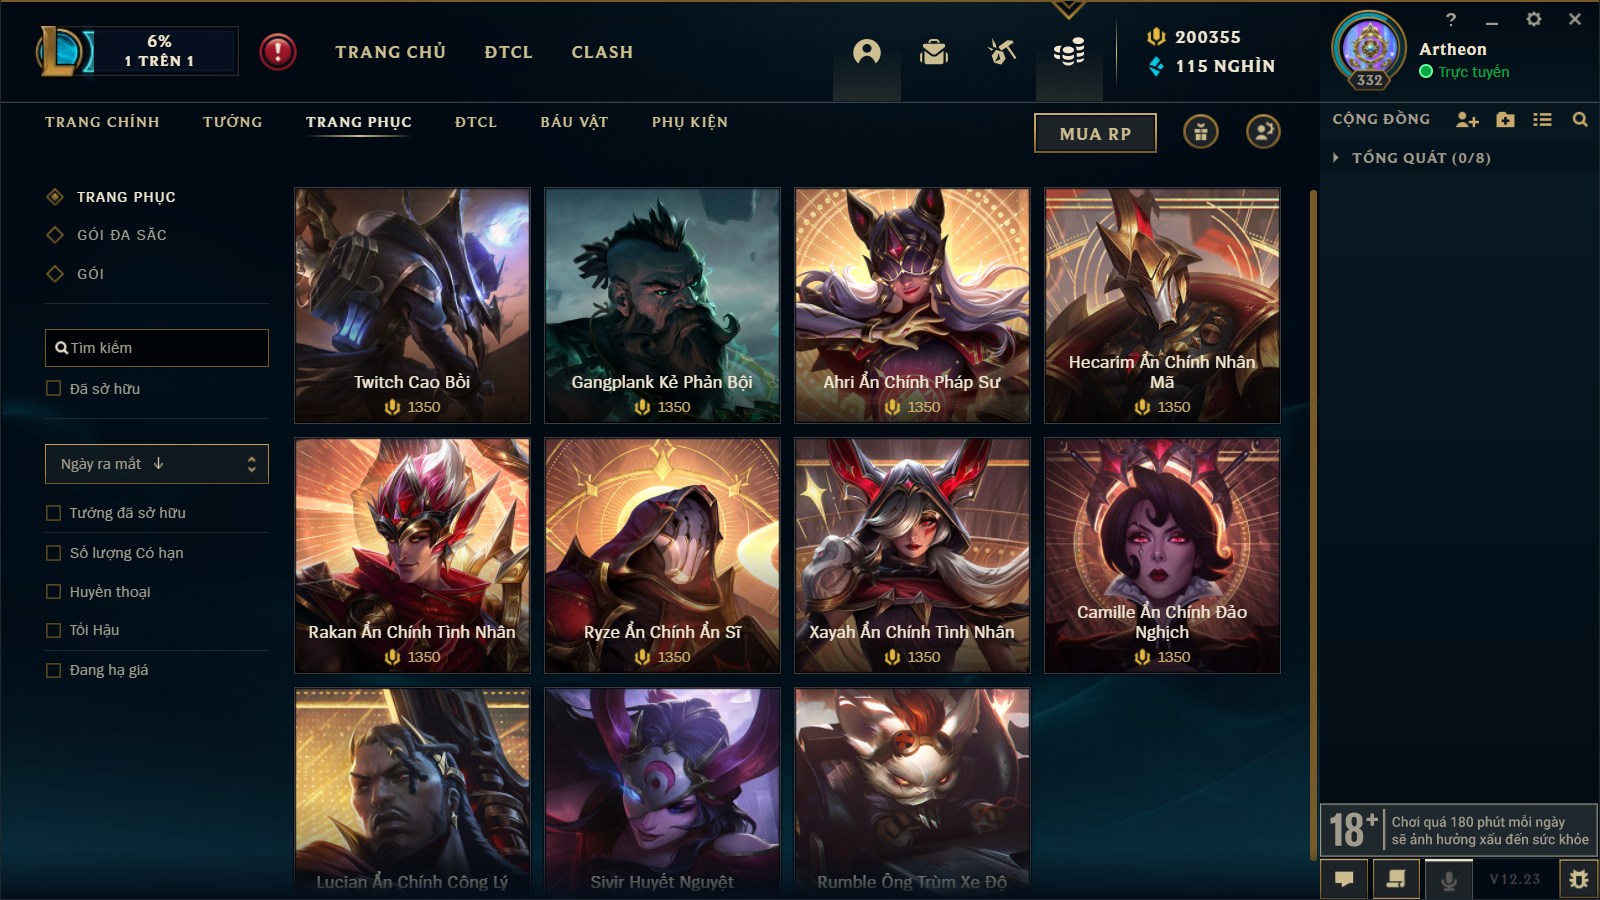 6%
1 TRÊN 1
TRANG CHỦ
ĐTCL
CLASH
200355
115 NGHÌN
?
332
Artheon
Trực tuyến
TRANG CHÍNH
TƯỚNG
TRANG PHỤC
ĐTCL
BÁU VẬT
PHỤ KIỆN
MUA RP
CỘNG ĐỒNG
TỔNG QUÁT (0/8)
TRANG PHỤC
GÓI ĐA SẮC
GÓI
Tìm kiếm
Đã sở hữu
Ngày ra mắt ↓
Tướng đã sở hữu
Số lượng Có hạn
Huyền thoại
Tối Hậu
Đang hạ giá
Twitch Cao Bồi
1350
Gangplank Kẻ Phản Bội
1350
Ahri Ẩn Chính Pháp Sư
1350
Hecarim Ẩn Chính Nhân
Mã
1350
Rakan Ẩn Chính Tình Nhân
1350
Ryze Ẩn Chính Ẩn Sĩ
1350
Xayah Ẩn Chính Tình Nhân
1350
Camille Ẩn Chính Đảo
Nghịch
1350
Lucian Ẩn Chính Công Lý
Sivir Huyết Nguyệt
Rumble Ông Trùm Xe Độ
18+
Chơi quá 180 phút mỗi ngày
sẽ ảnh hưởng xấu đến sức khỏe
V12.23